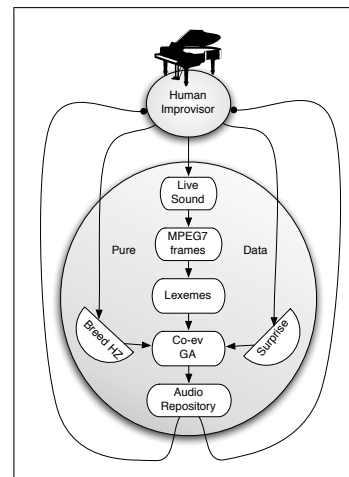 Human
Improvisor
Live
Sound
MPEG7
frames
Pure
Data
Lexemes
Breed HZ
Co-ev
GA
Surprise
Audio
Repository